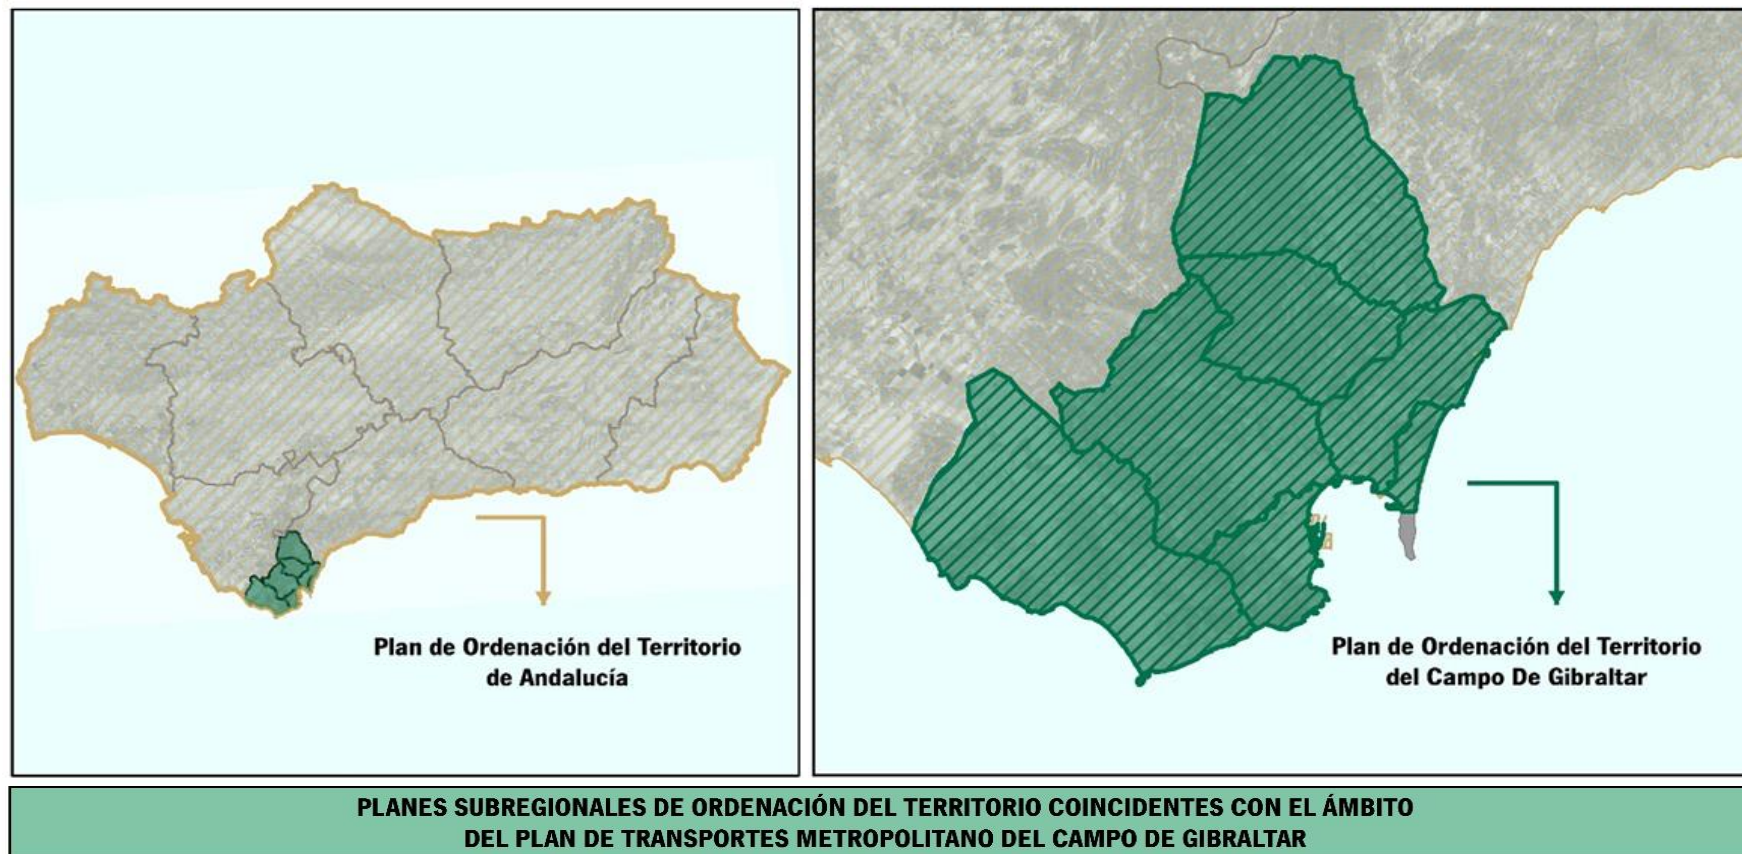 Plan de Ordenación del Territorio
de Andalucía
Plan de Ordenación del Territorio
del Campo De Gibraltar
PLANES SUBREGIONALES DE ORDENACIÓN DEL TERRITORIO COINCIDENTES CON EL ÁMBITO
DEL PLAN DE TRANSPORTES METROPOLITANO DEL CAMPO DE GIBRALTAR